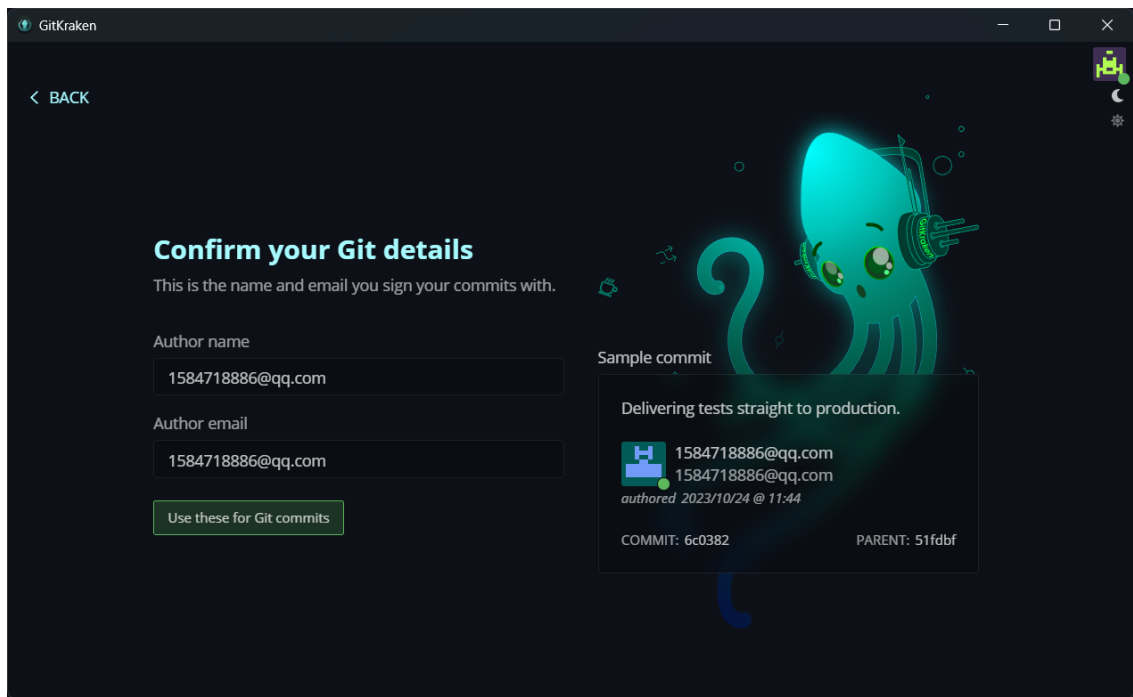 GitKraken
BACK
Confirm your Git details
This is the name and email you sign your commits with.
Author name
1584718886@qq.com
Author email
1584718886@qq.com
Use these for Git commits
GitKraken
Sample commit
Delivering tests straight to production.
1584718886@qq.com
1584718886@qq.com
authored 2023/10/24 @ 11:44
COMMIT: 6c0382 PARENT: 51fdbf